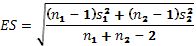 ES = √(((n₁ − 1)s₁² + (n₂ − 1)s₂²) / (n₁ + n₂ − 2))